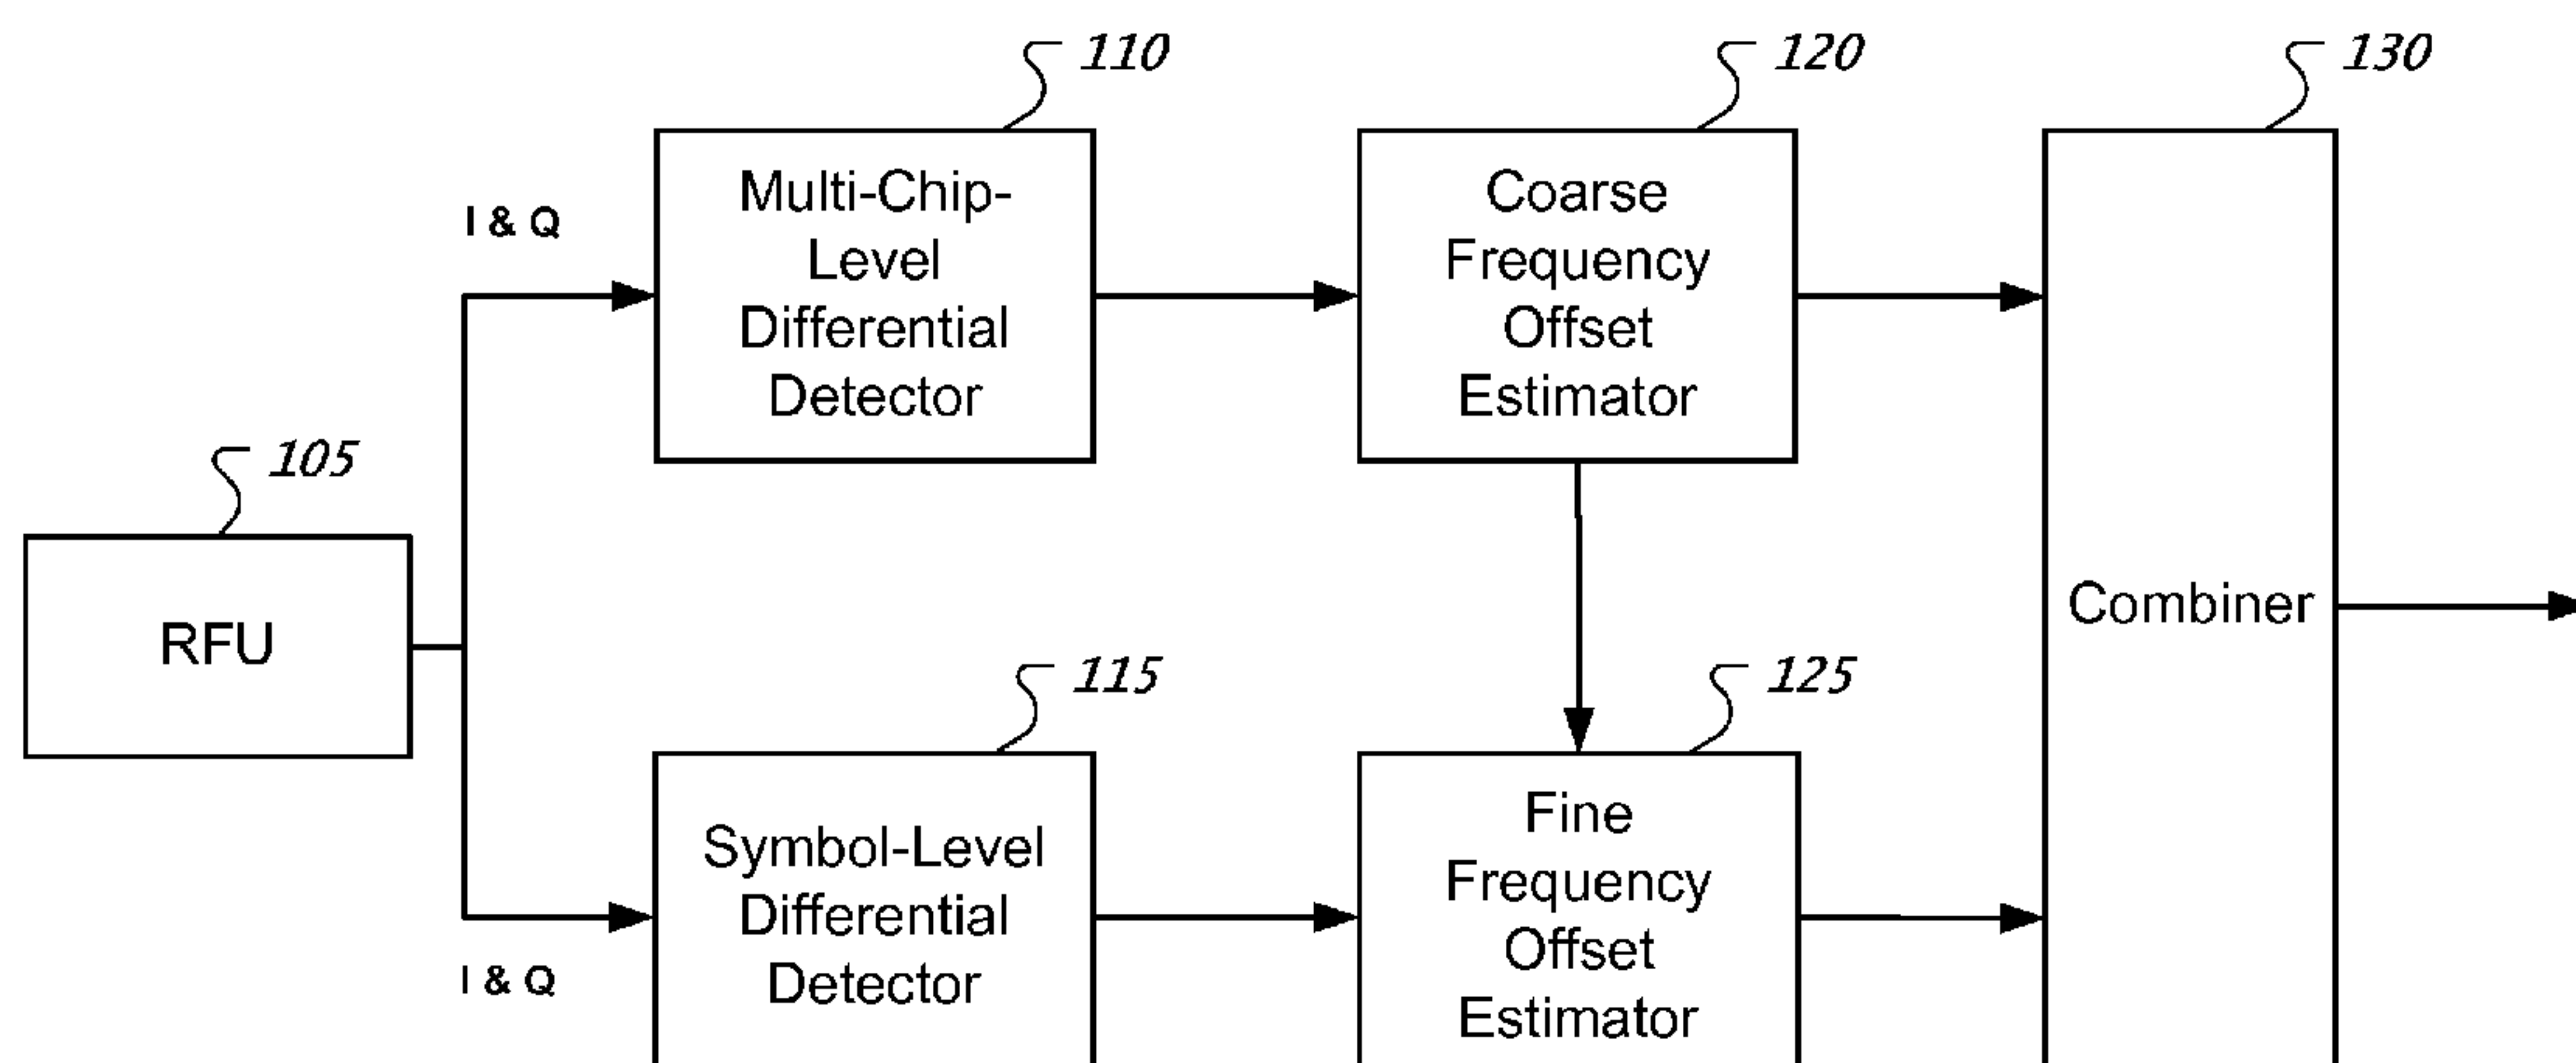 110
120
130
Multi-Chip-
Level
Differential
Detector
Coarse
Frequency
Offset
Estimator
I & Q
105
RFU
Combiner
115
125
Symbol-Level
Differential
Detector
Fine
Frequency
Offset
Estimator
I & Q